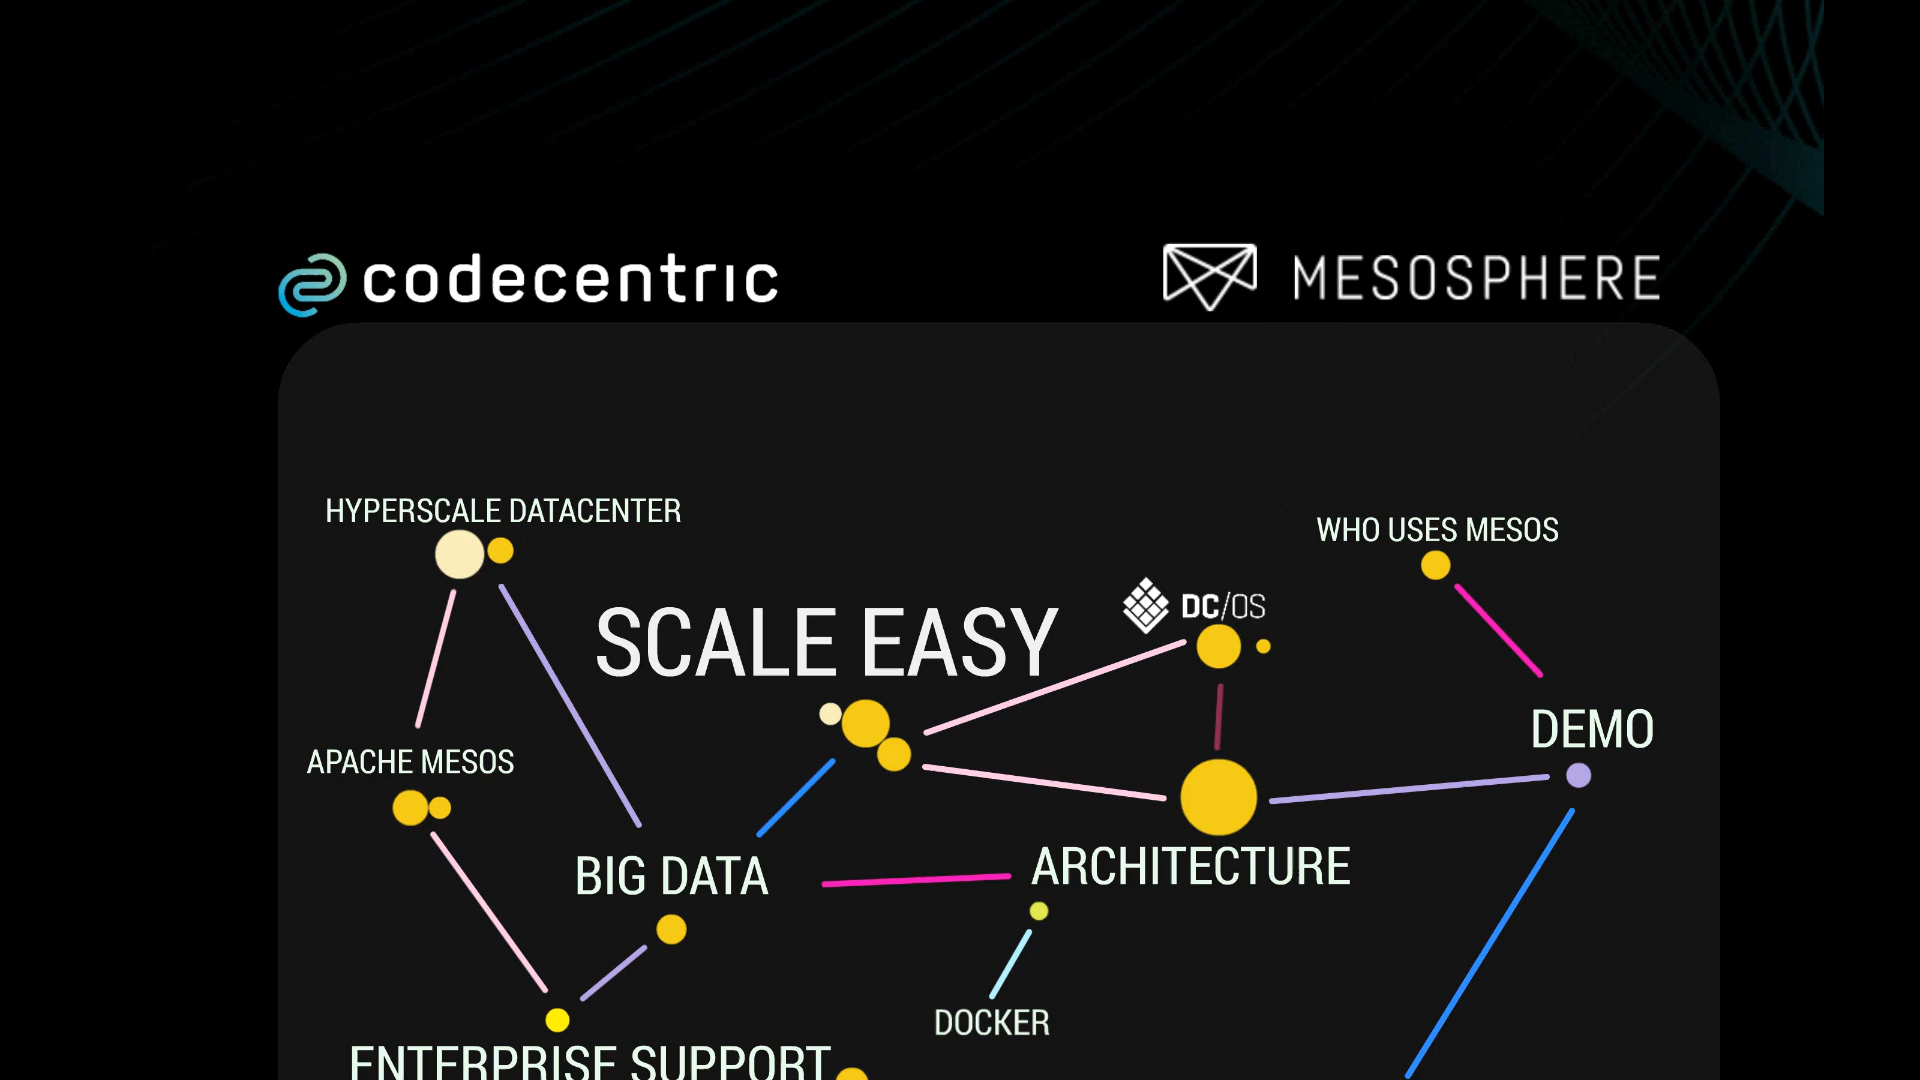 codecentric
MESOSPHERE
HYPERSCALE DATACENTER
WHO USES MESOS
SCALE EASY
DC/OS
DEMO
APACHE MESOS
BIG DATA
ARCHITECTURE
DOCKER
ENTERPRISE SUPPORT